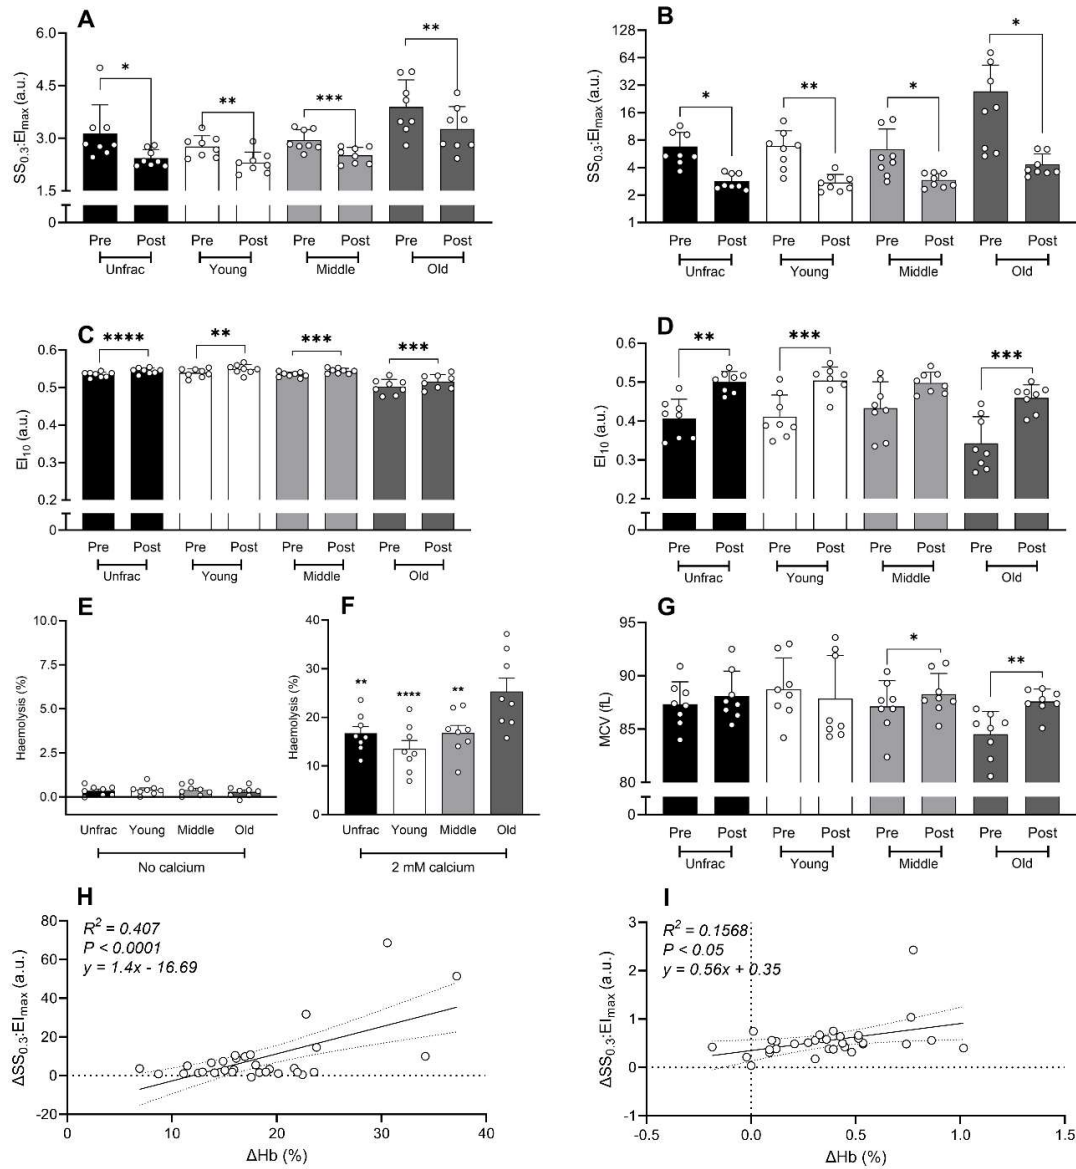 A
SS0.3:EImax (a.u.)
6.0
4.5
3.0
1.5
0
* ** *** **
Pre Post Pre Post Pre Post Pre Post
Unfrac Young Middle Old
B
SS0.3:EImax (a.u.)
128
64
32
16
8
4
2
1
* ** * *
Pre Post Pre Post Pre Post Pre Post
Unfrac Young Middle Old
C
EI10 (a.u.)
0.6
0.5
0.4
0.3
0.2
0
**** ** *** ***
Pre Post Pre Post Pre Post Pre Post
Unfrac Young Middle Old
D
EI10 (a.u.)
0.6
0.5
0.4
0.3
0.2
0
** *** ***
Pre Post Pre Post Pre Post Pre Post
Unfrac Young Middle Old
E
Haemolysis (%)
10.0
7.5
5.0
2.5
0.0
Unfrac Young Middle Old
No calcium
F
Haemolysis (%)
40
30
20
10
0
** **** **
Unfrac Young Middle Old
2 mM calcium
G
MCV (fL)
95
90
85
80
0
* **
Pre Post Pre Post Pre Post Pre Post
Unfrac Young Middle Old
H
R² = 0.407
P < 0.0001
y = 1.4x - 16.69
ΔSS0.3:EImax (a.u.)
80
60
40
20
0
-20
0 10 20 30 40
ΔHb (%)
I
R² = 0.1568
P < 0.05
y = 0.56x + 0.35
ΔSS0.3:EImax (a.u.)
3
2
1
0
-1
-0.5 0.0 0.5 1.0 1.5
ΔHb (%)